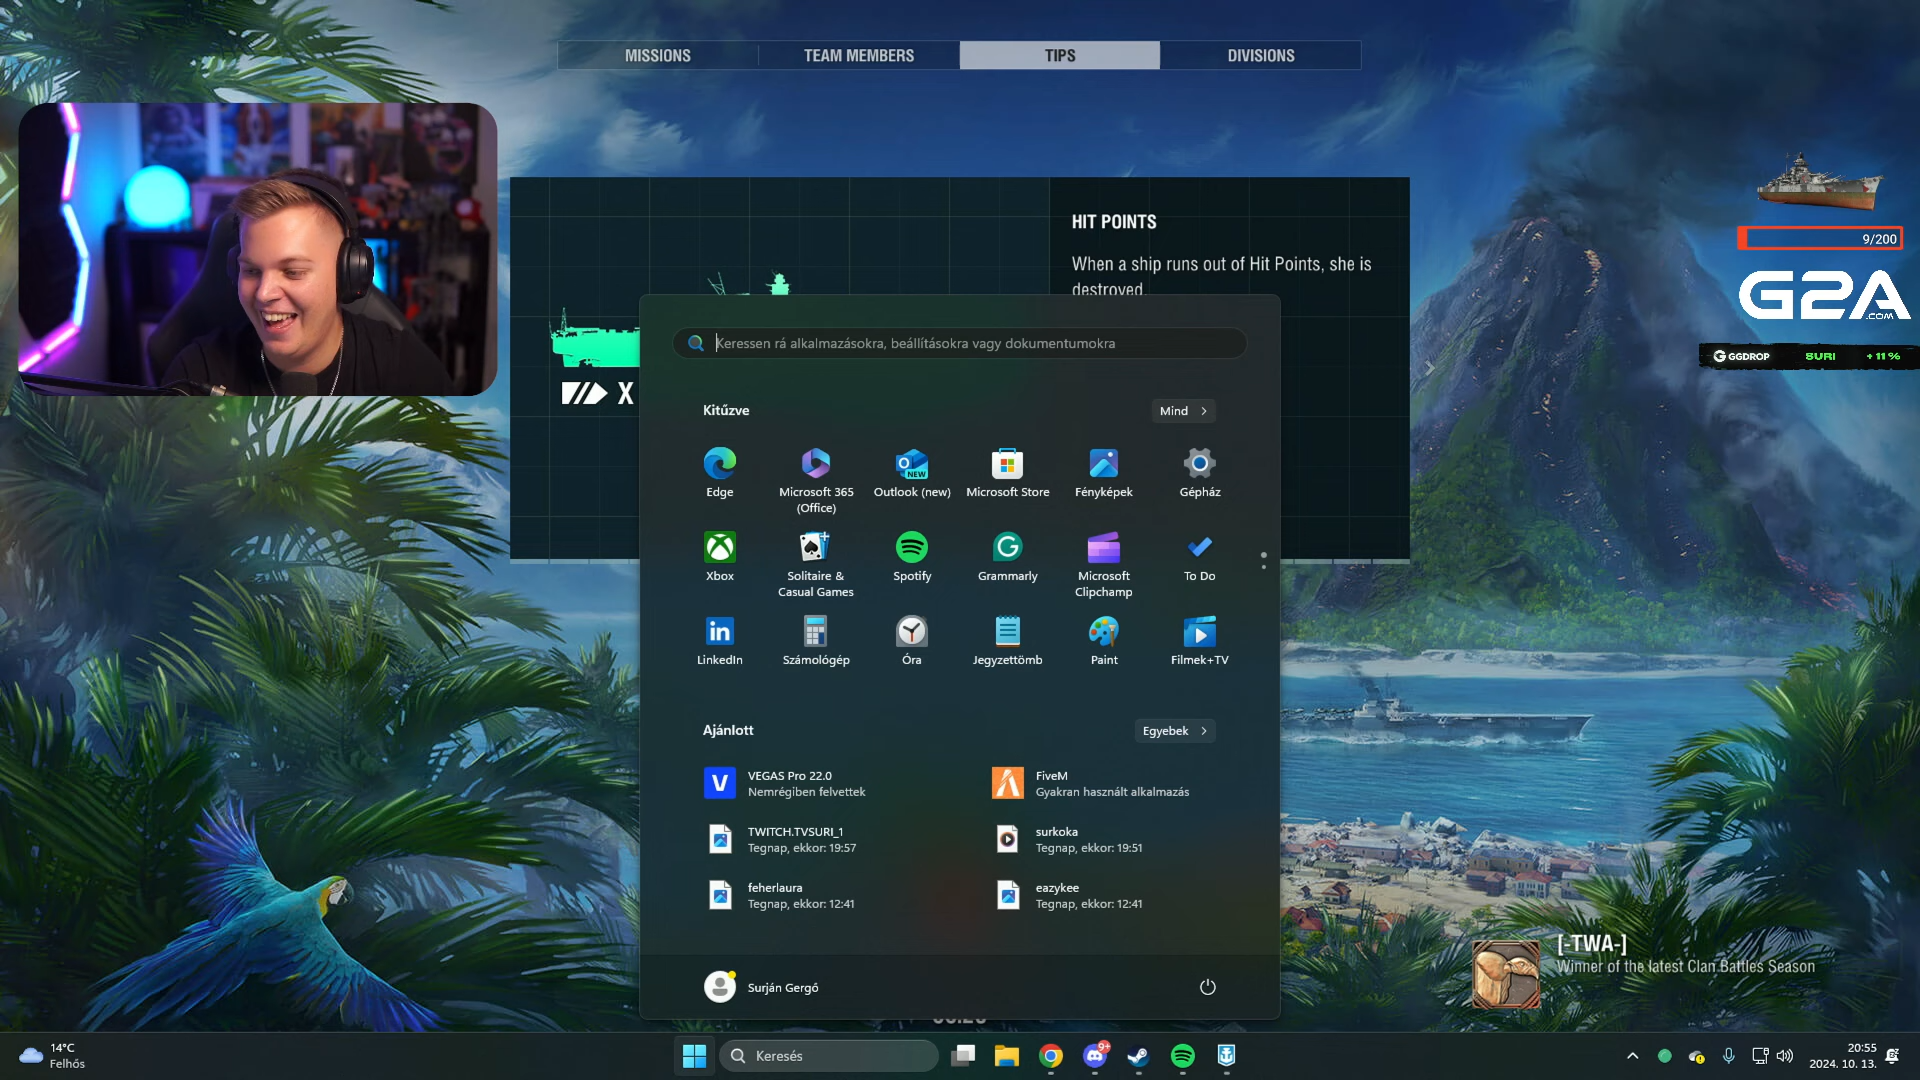 MISSIONS
TEAM MEMBERS
TIPS
DIVISIONS
HIT POINTS
When a ship runs out of Hit Points, she is
destroyed.
X
9/200
G2A
.COM
GGDROP SURI +11%
Keressen rá alkalmazásokra, beállításokra vagy dokumentumokra
Kitűzve
Mind
Edge
Microsoft 365
(Office)
Outlook (new)
Microsoft Store
Fényképek
Gépház
Xbox
Solitaire &
Casual Games
Spotify
Grammarly
Microsoft
Clipchamp
To Do
LinkedIn
Számológép
Óra
Jegyzettömb
Paint
Filmek+TV
Ajánlott
Egyebek
VEGAS Pro 22.0
Nemrégiben felvettek
FiveM
Gyakran használt alkalmazás
TWITCH.TVSURI_1
Tegnap, ekkor: 19:57
surkoka
Tegnap, ekkor: 19:51
feherlaura
Tegnap, ekkor: 12:41
eazykee
Tegnap, ekkor: 12:41
[-TWA-]
Winner of the latest Clan Battles Season
Surján Gergő
14°C
Felhős
Keresés
9+
20:55
2024. 10. 13.